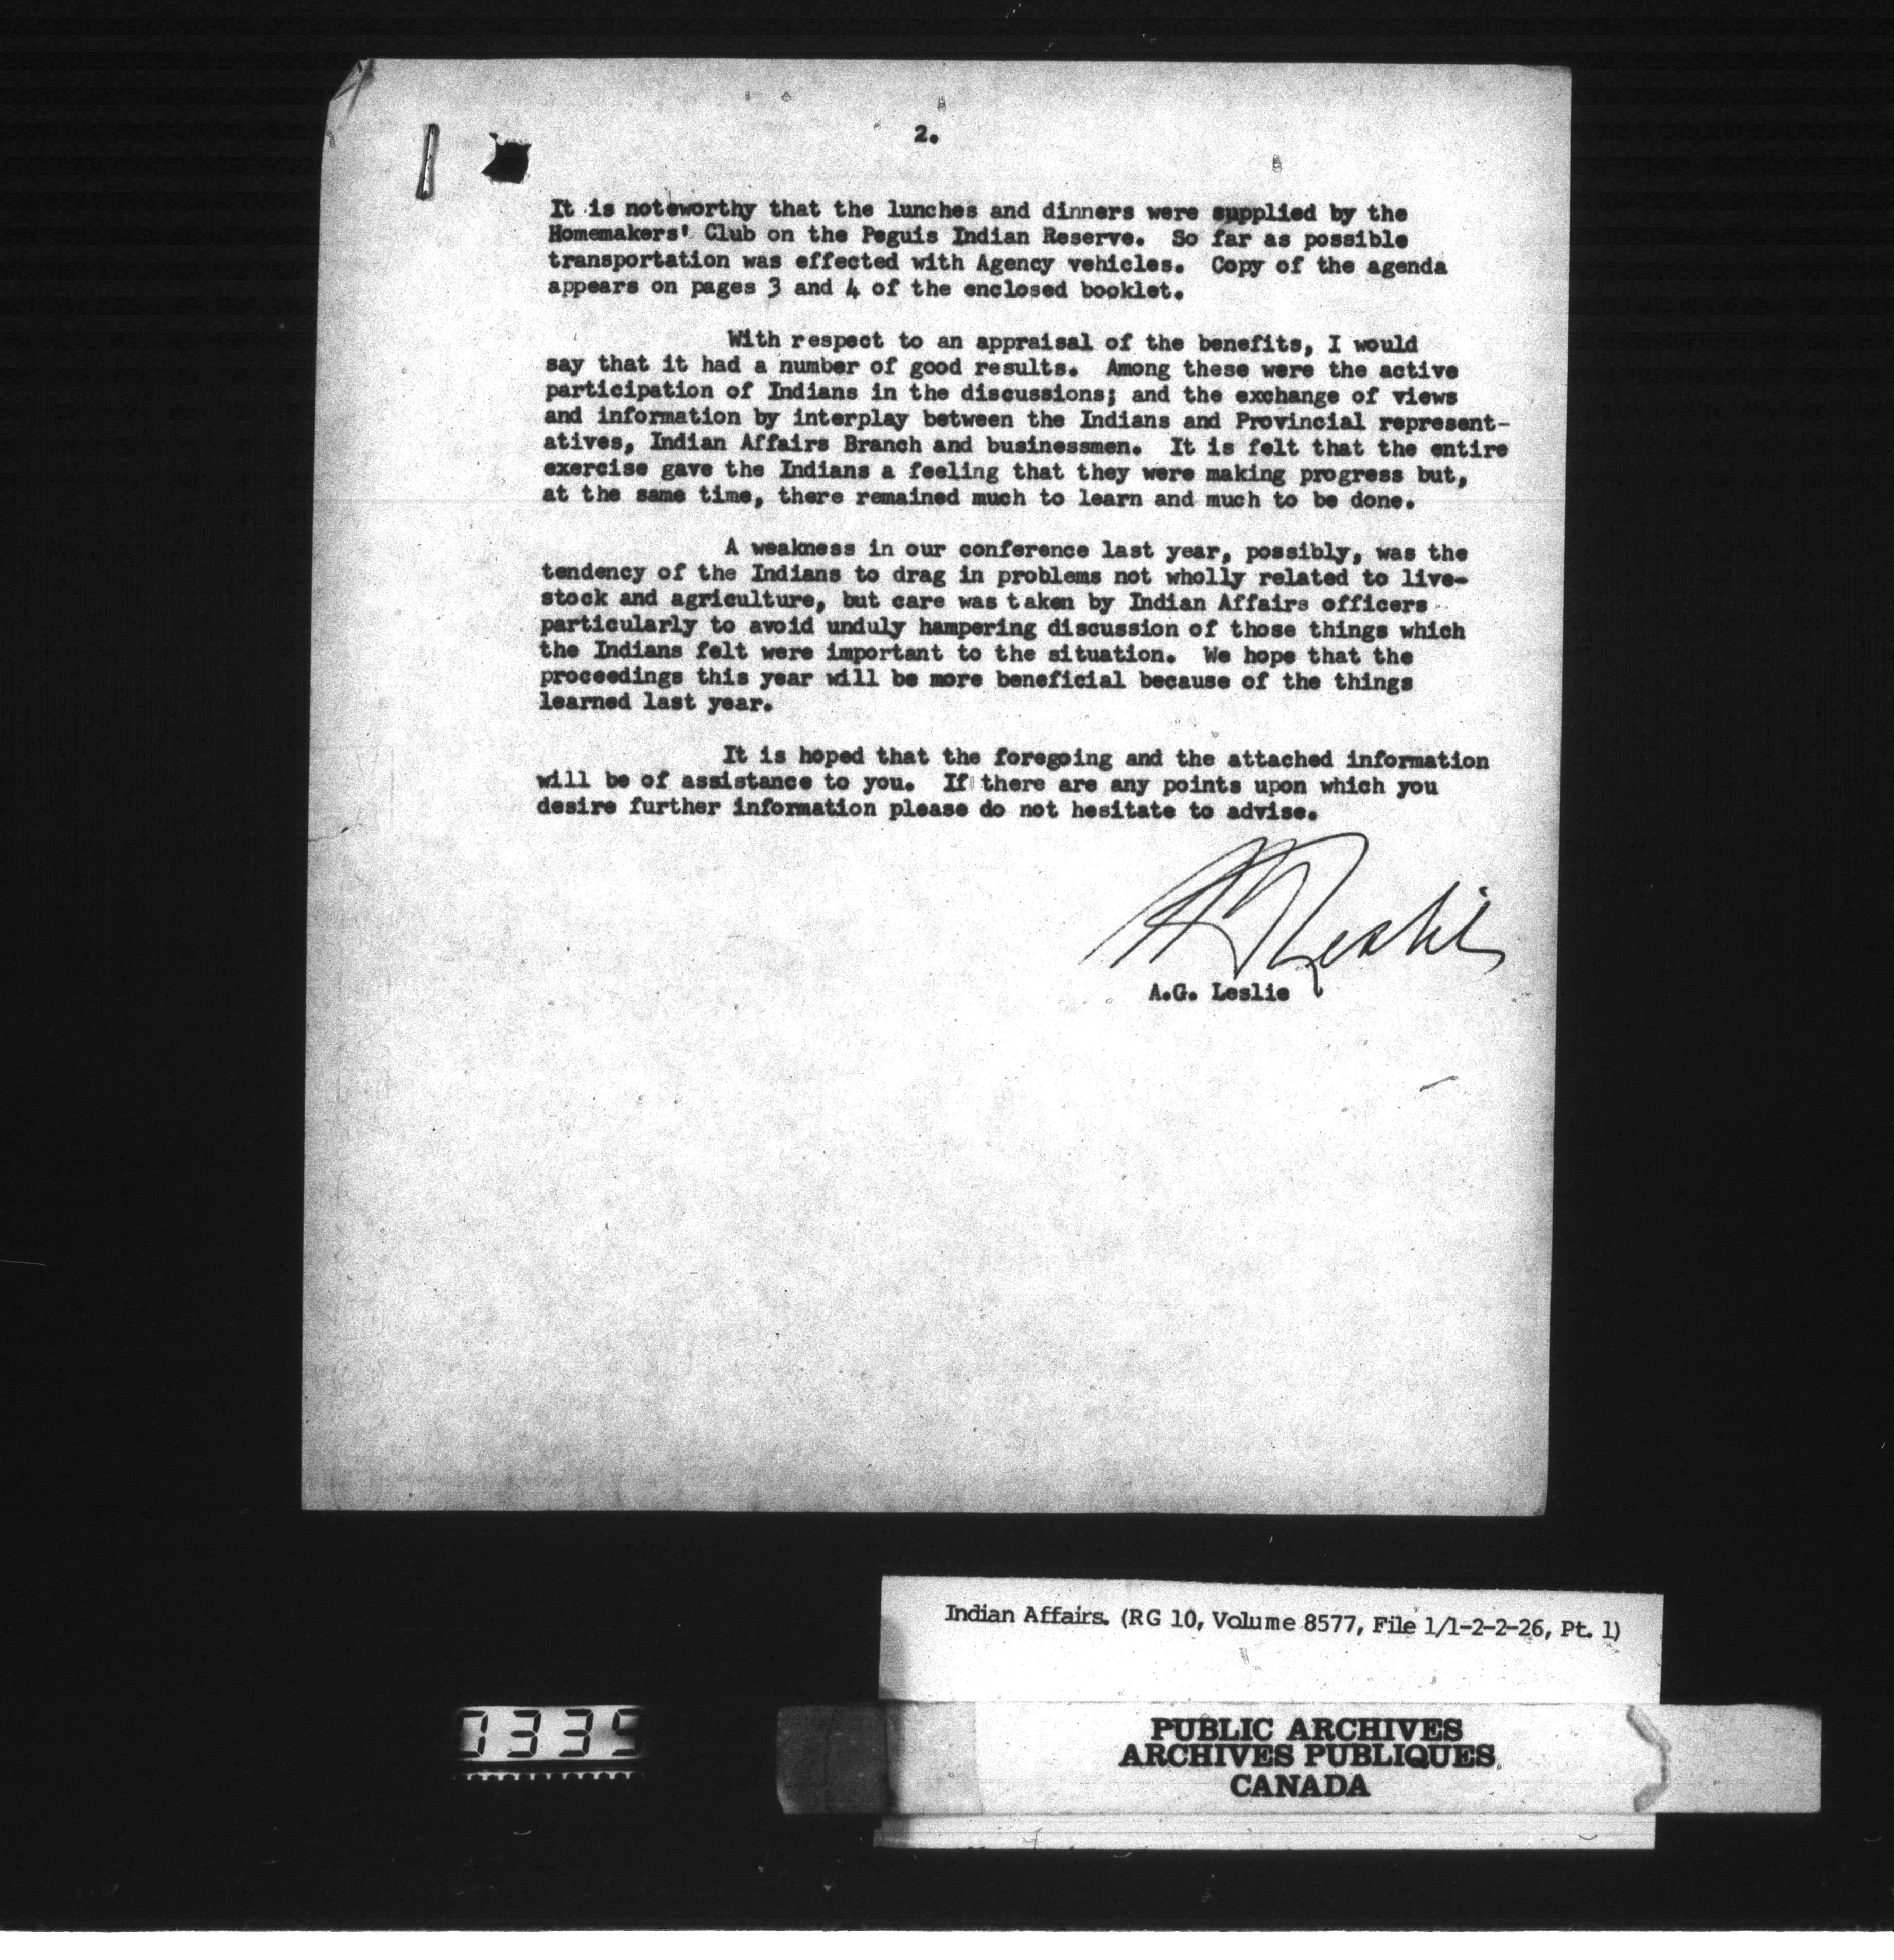 2.
It is noteworthy that the lunches and dinners were supplied by the
Homemakers' Club on the Peguis Indian Reserve. So far as possible
transportation was effected with Agency vehicles. Copy of the agenda
appears on pages 3 and 4 of the enclosed booklet.
With respect to an appraisal of the benefits, I would
say that it had a number of good results. Among these were the active
participation of Indians in the discussions; and the exchange of views
and information by interplay between the Indians and Provincial represent-
atives, Indian Affairs Branch and businessmen. It is felt that the entire
exercise gave the Indians a feeling that they were making progress but,
at the same time, there remained much to learn and much to be done.
A weakness in our conference last year, possibly, was the
tendency of the Indians to drag in problems not wholly related to live-
stock and agriculture, but care was taken by Indian Affairs officers
particularly to avoid unduly hampering discussion of those things which
the Indians felt were important to the situation. We hope that the
proceedings this year will be more beneficial because of the things
learned last year.
It is hoped that the foregoing and the attached information
will be of assistance to you. If there are any points upon which you
desire further information please do not hesitate to advise.
AGLeslie
A.G. Leslie
Indian Affairs. (RG 10, Volume 8577, File 1/1-2-2-26, Pt. 1)
PUBLIC ARCHIVES
ARCHIVES PUBLIQUES
CANADA